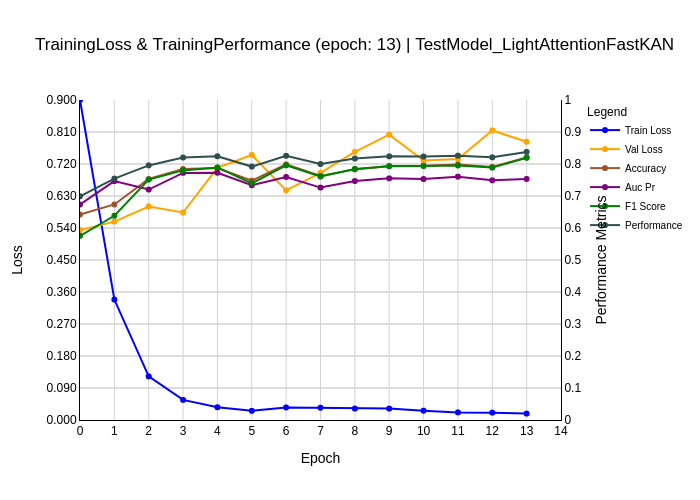 TrainingLoss & TrainingPerformance (epoch: 13) | TestModel_LightAttentionFastKAN
Legend
Train Loss
Val Loss
Accuracy
Auc Pr
F1 Score
Performance
Loss
0.900
0.810
0.720
0.630
0.540
0.450
0.360
0.270
0.180
0.090
0.000
1
0.9
0.8
0.7
0.6
0.5
0.4
0.3
0.2
0.1
0
Performance Metrics
0 1 2 3 4 5 6 7 8 9 10 11 12 13 14
Epoch